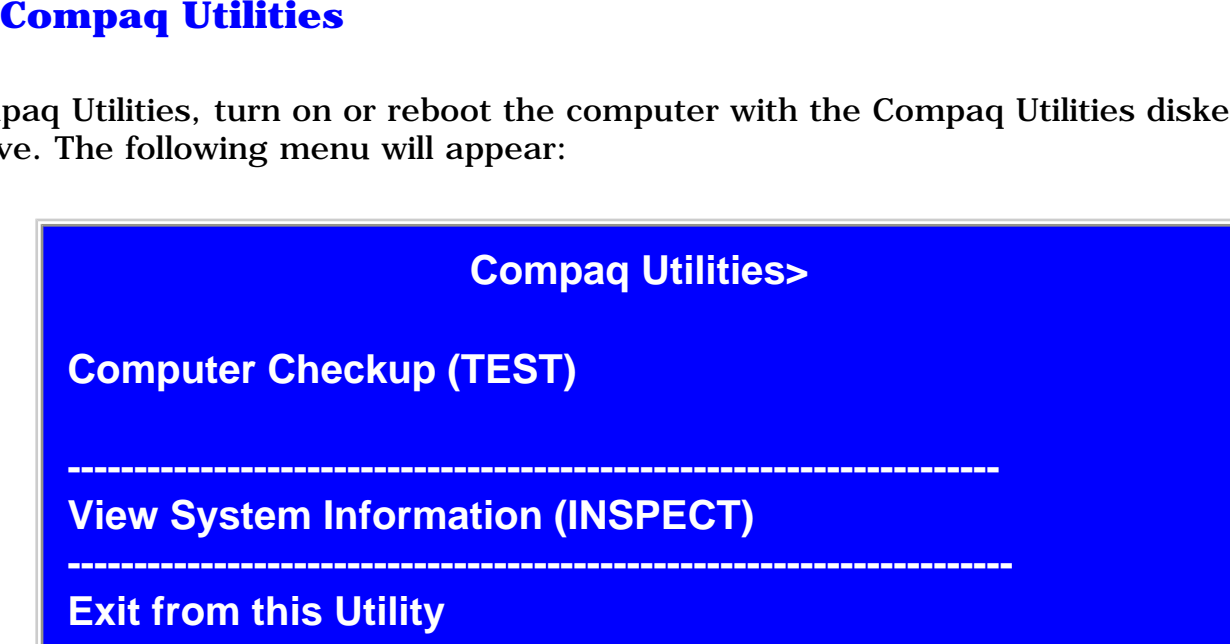 Compaq Utilities
paq Utilities, turn on or reboot the computer with the Compaq Utilities diske
ve. The following menu will appear:
Compaq Utilities>
Computer Checkup (TEST)
----------------------------------------------------------------------
View System Information (INSPECT)
-----------------------------------------------------------------------
Exit from this Utility